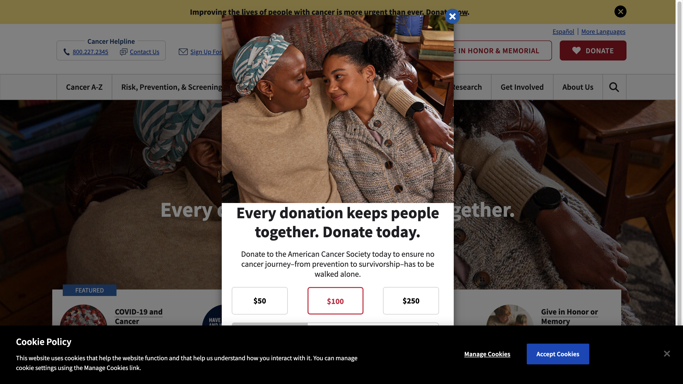 Improving the lives of people with cancer is more urgent than ever. Donate now.
Español | More Languages
Cancer Helpline
800.227.2345
Contact Us
Sign Up For
E IN HONOR & MEMORIAL
DONATE
Cancer A-Z
Risk, Prevention, & Screening
esearch
Get Involved
About Us
Every
gether.
Every donation keeps people
together. Donate today.
Donate to the American Cancer Society today to ensure no
cancer journey–from prevention to survivorship–has to be
walked alone.
$50
$100
$250
FEATURED
COVID-19 and
Cancer
HAVE
Give in Honor or
Memory
Cookie Policy
This website uses cookies that help the website function and that help us understand how you interact with it. You can manage
cookie settings using the Manage Cookies link.
Manage Cookies
Accept Cookies